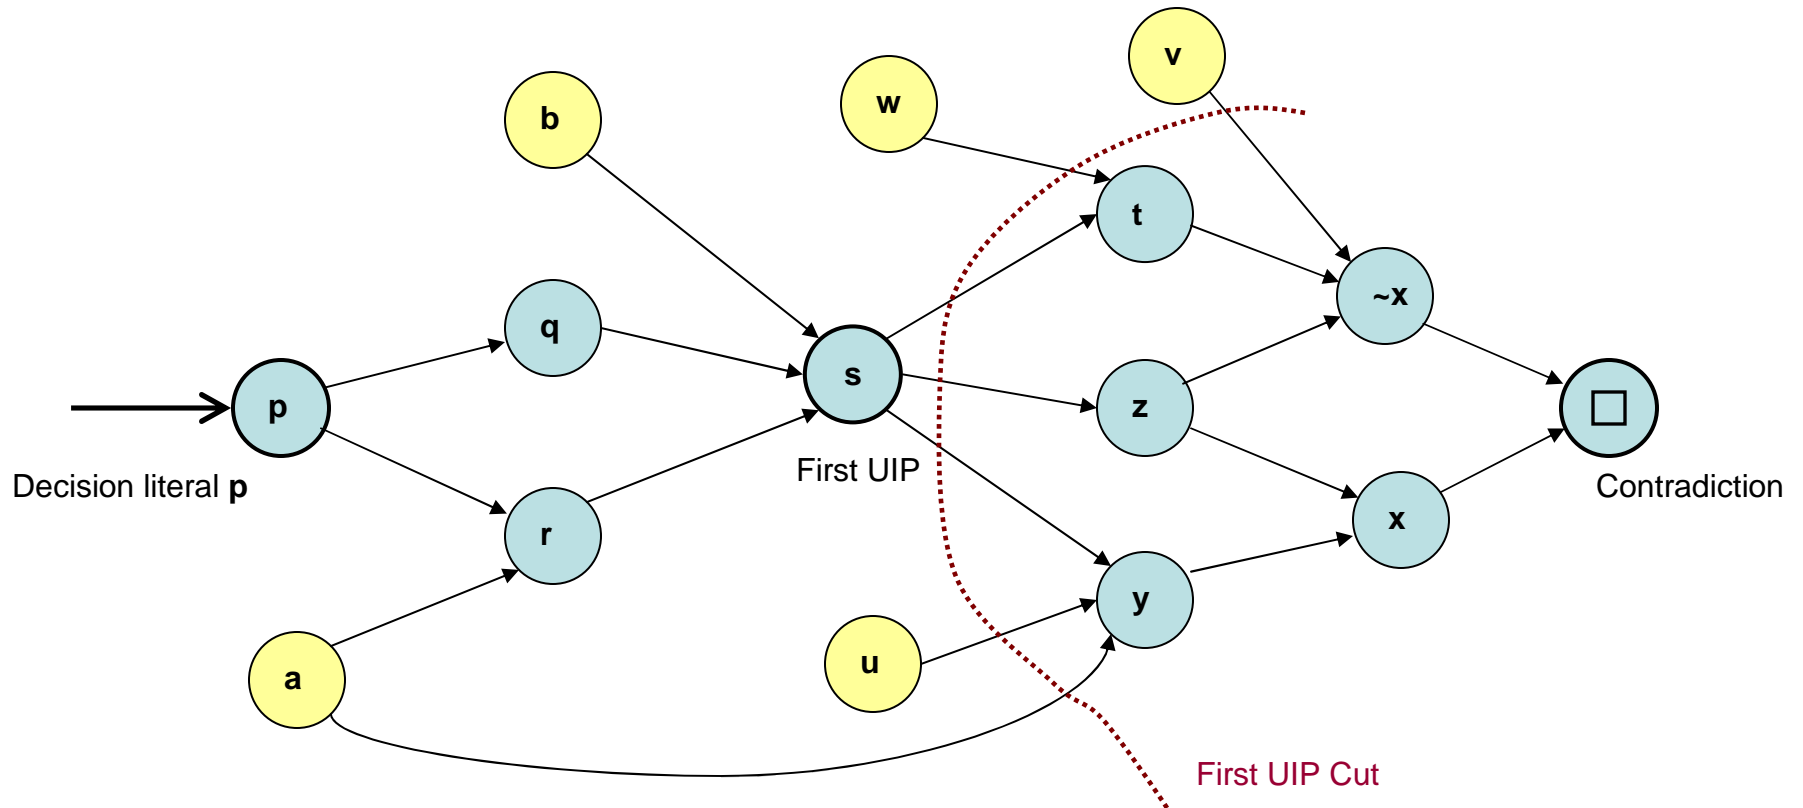 v
w
b
t
~x
q
s
p
z
□
First UIP
Decision literal p
Contradiction
r
x
y
u
a
First UIP Cut